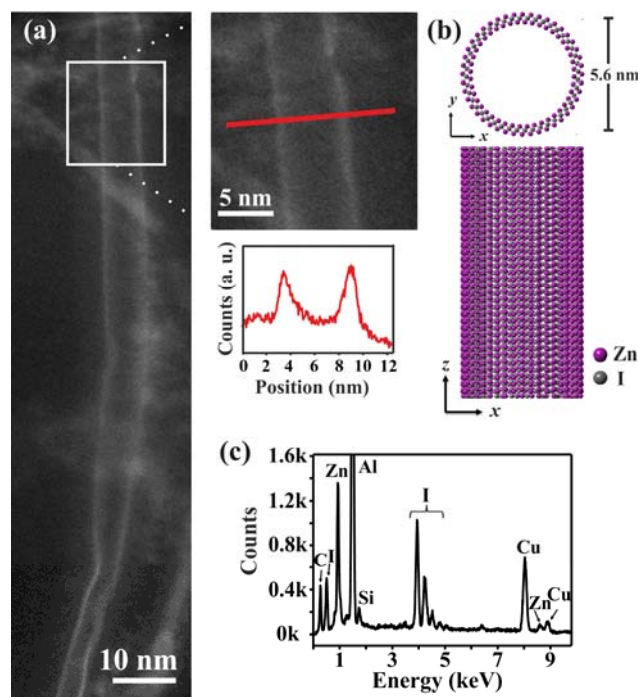 (a)
10 nm
5 nm
Counts (a. u.)
0 2 4 6 8 10 12
Position (nm)
(b)
5.6 nm
y
x
z
x
Zn
I
(c)
1.6k
1.2k
0.8k
0.4k
0k
Counts
C
I
Zn
Al
Si
I
Cu
Zn
Cu
1 3 5 7 9
Energy (keV)